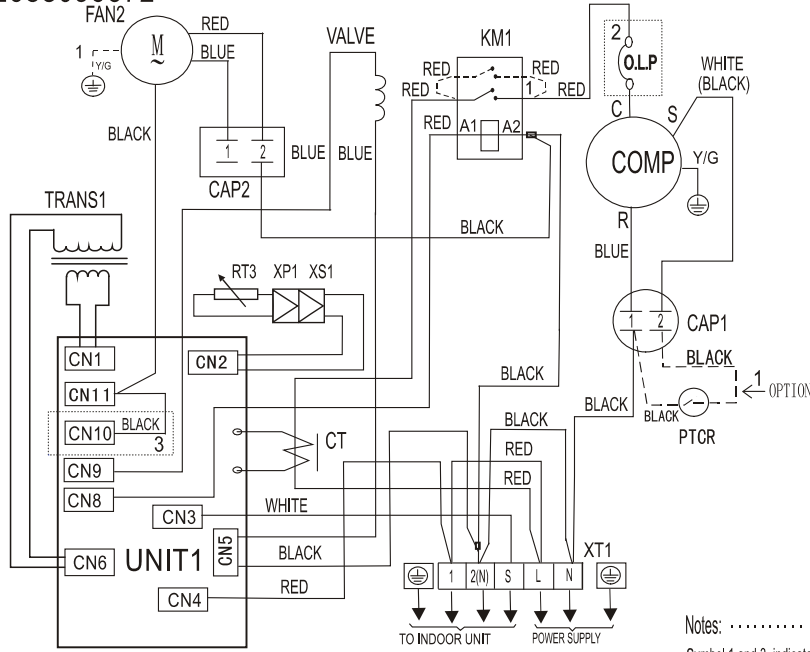 FAN2
RED
BLUE
M
~
1
Y/G
BLACK
1 2
CAP2
BLUE
BLUE
VALVE
KM1
RED
RED
RED
1
RED
RED
A1
A2
BLACK
XT1
2
O.L.P
C
S
WHITE
(BLACK)
COMP
Y/G
R
BLUE
1 2
CAP1
BLACK
BLACK
BLACK
1
OPTION
PTCR
TRANS1
RT3
XP1
XS1
CN1
CN2
CN11
CN10
BLACK
3
CN9
CN8
CN3
CN5
CN6
UNIT1
CN4
CT
WHITE
BLACK
RED
BLACK
BLACK
RED
RED
1 2(N) S L N
XT1
TO INDOOR UNIT
POWER SUPPLY
Notes: ··········